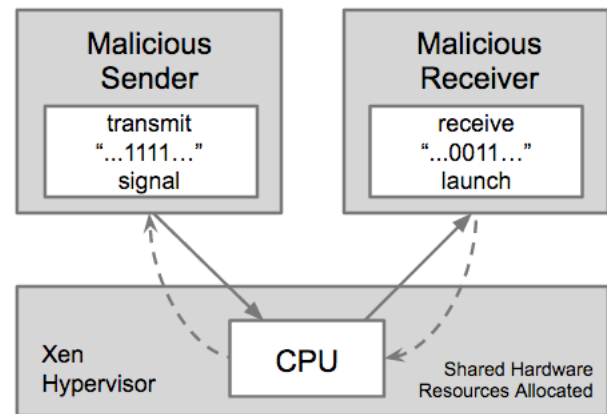 Malicious
Sender
transmit
“...1111...”
signal
Malicious
Receiver
receive
“...0011...”
launch
Xen
Hypervisor
CPU
Shared Hardware
Resources Allocated